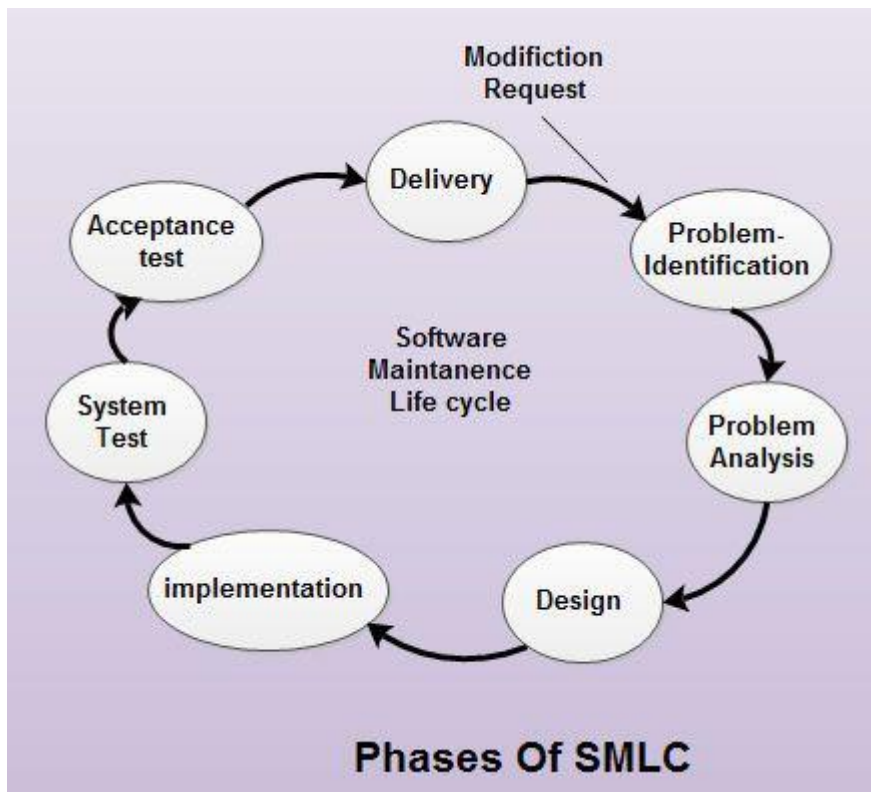 Modifiction
Request
Delivery
Problem-
Identification
Problem
Analysis
Design
implementation
System
Test
Acceptance
test
Software
Maintanence
Life cycle
Phases Of SMLC